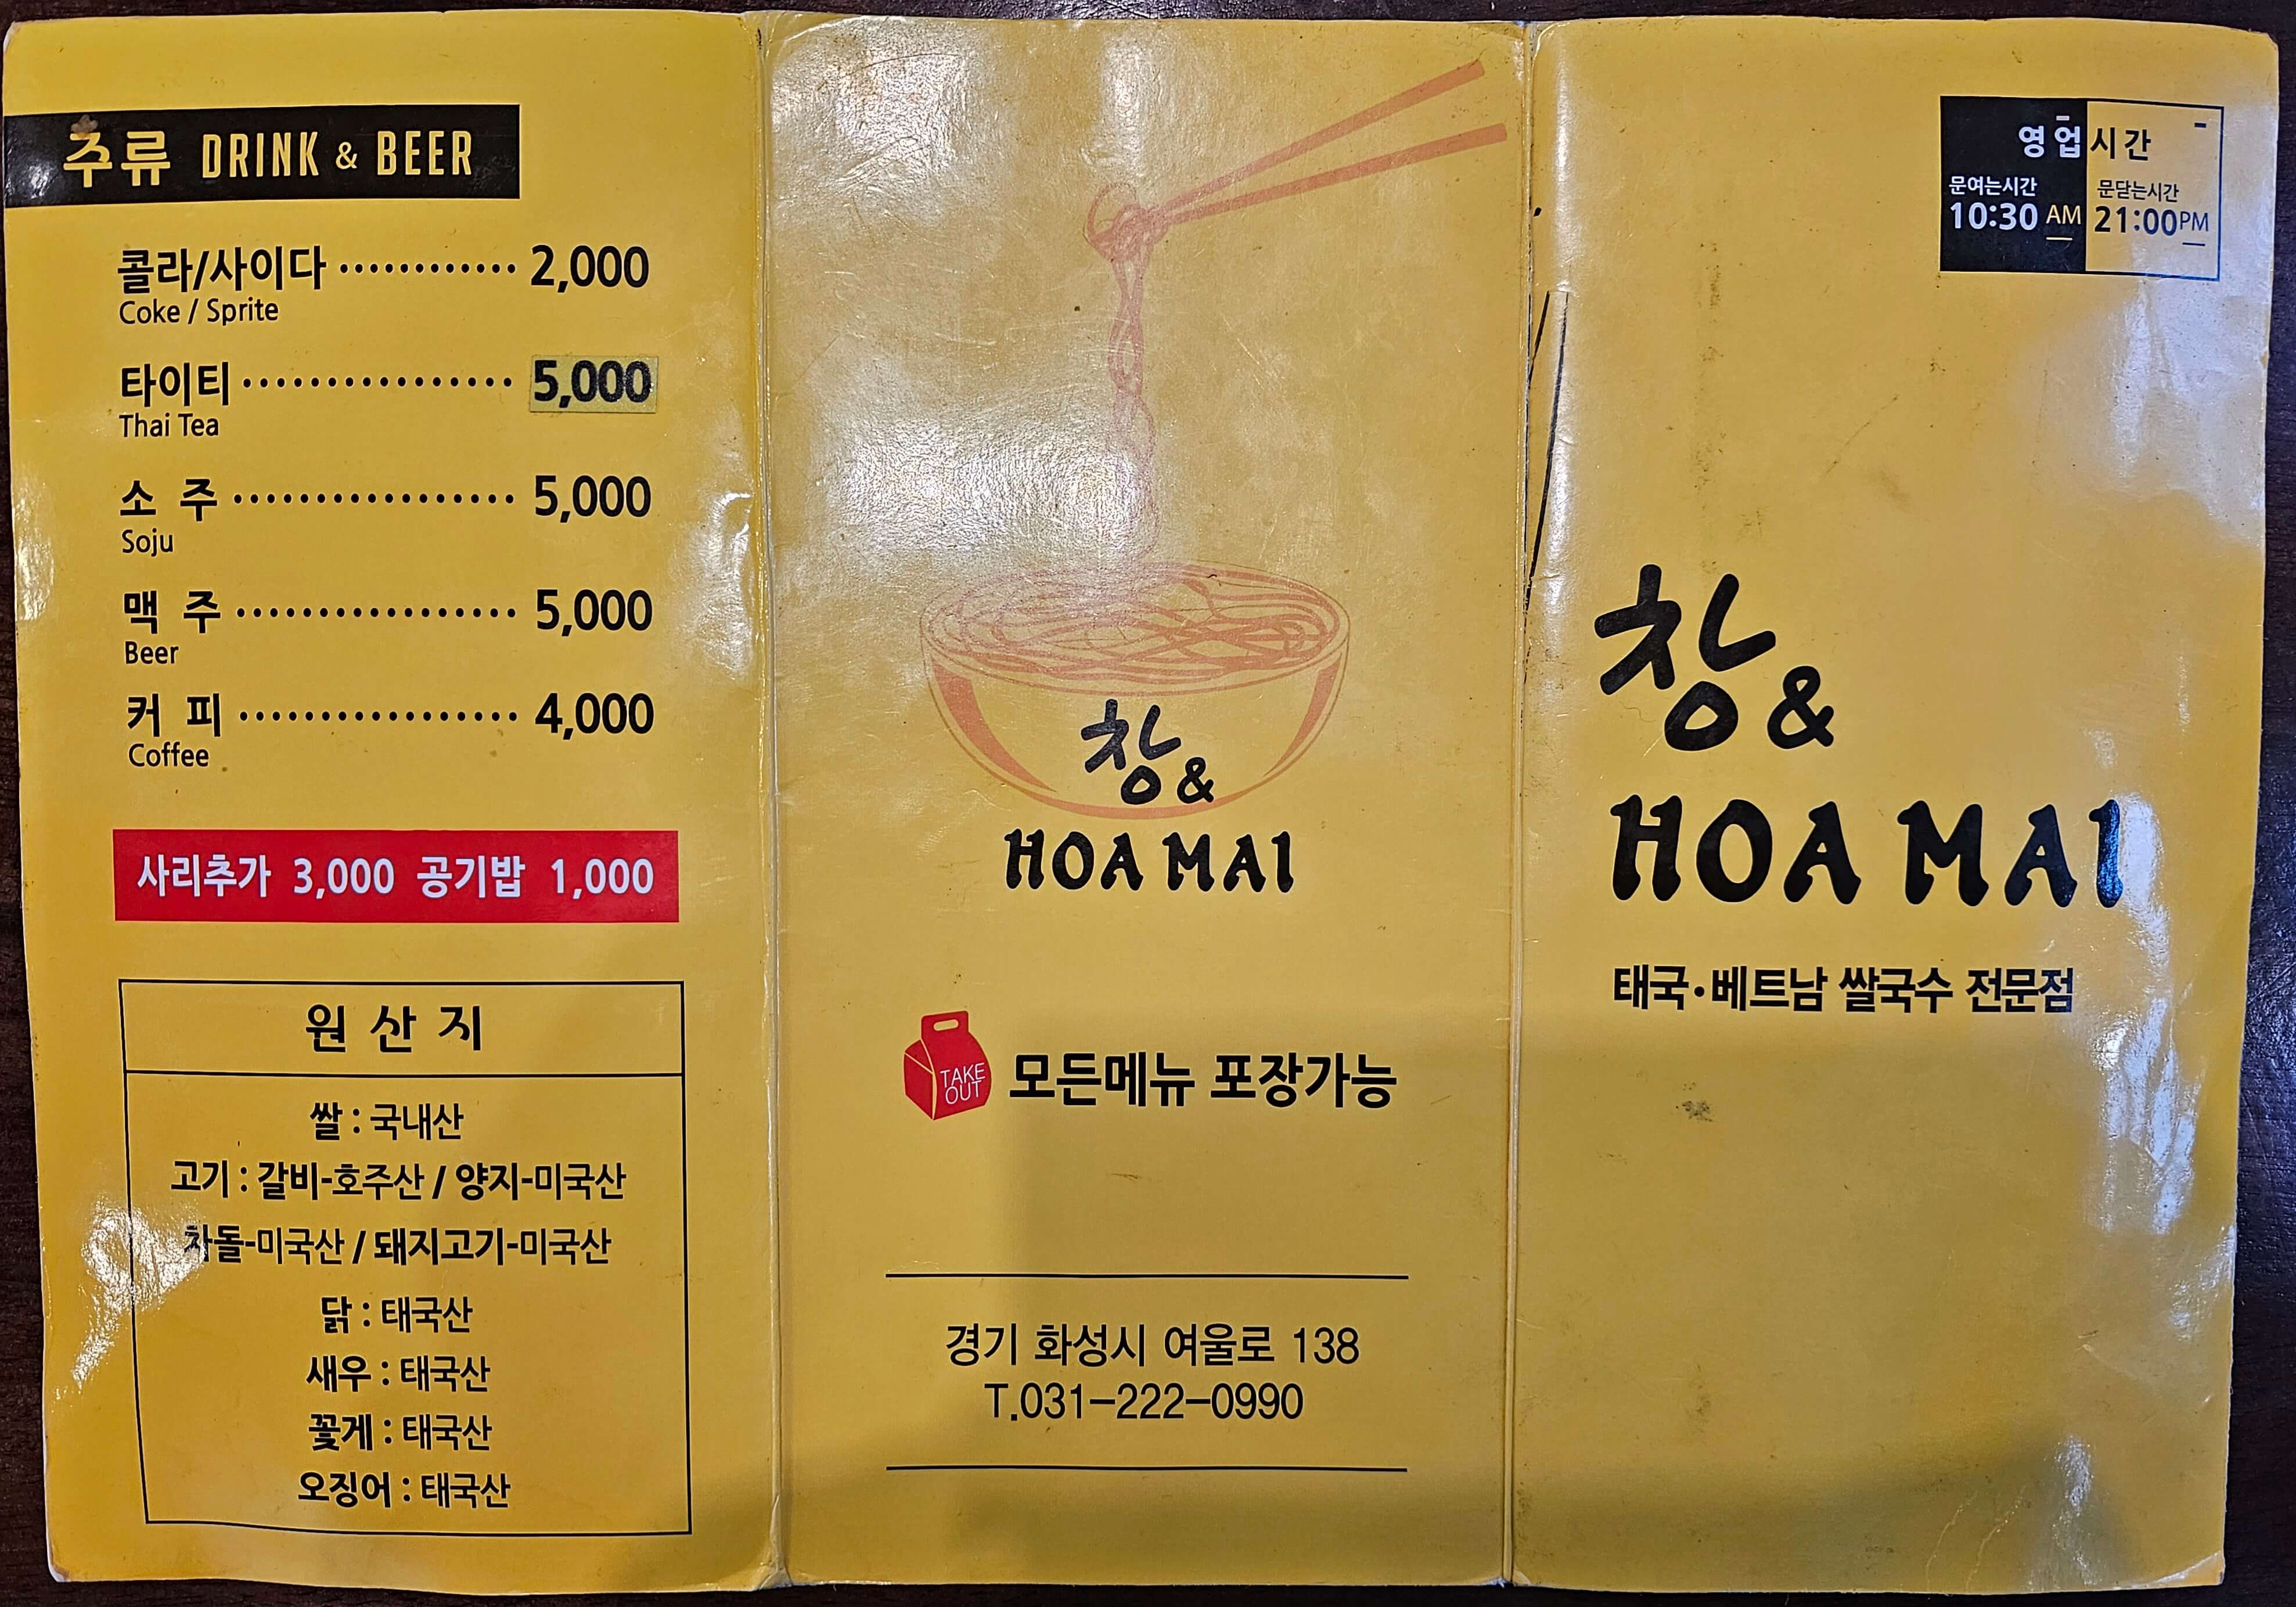 주류 DRINK & BEER
콜라/사이다 ············· 2,000
Coke / Sprite
타이티 ················· 5,000
Thai Tea
소 주 ·················· 5,000
Soju
맥 주 ·················· 5,000
Beer
커 피 ·················· 4,000
Coffee
사리추가 3,000 공기밥 1,000
원 산 지
쌀 : 국내산
고기 : 갈비-호주산 / 양지-미국산
차돌-미국산 / 돼지고기-미국산
닭 : 태국산
새우 : 태국산
꽃게 : 태국산
오징어 : 태국산
창 &
HOA MAI
TAKE
OUT
모든메뉴 포장가능
경기 화성시 여울로 138
T.031-222-0990
영업시간
문여는시간 문닫는시간
10:30 AM 21:00PM
창 &
HOA MAI
태국·베트남 쌀국수 전문점